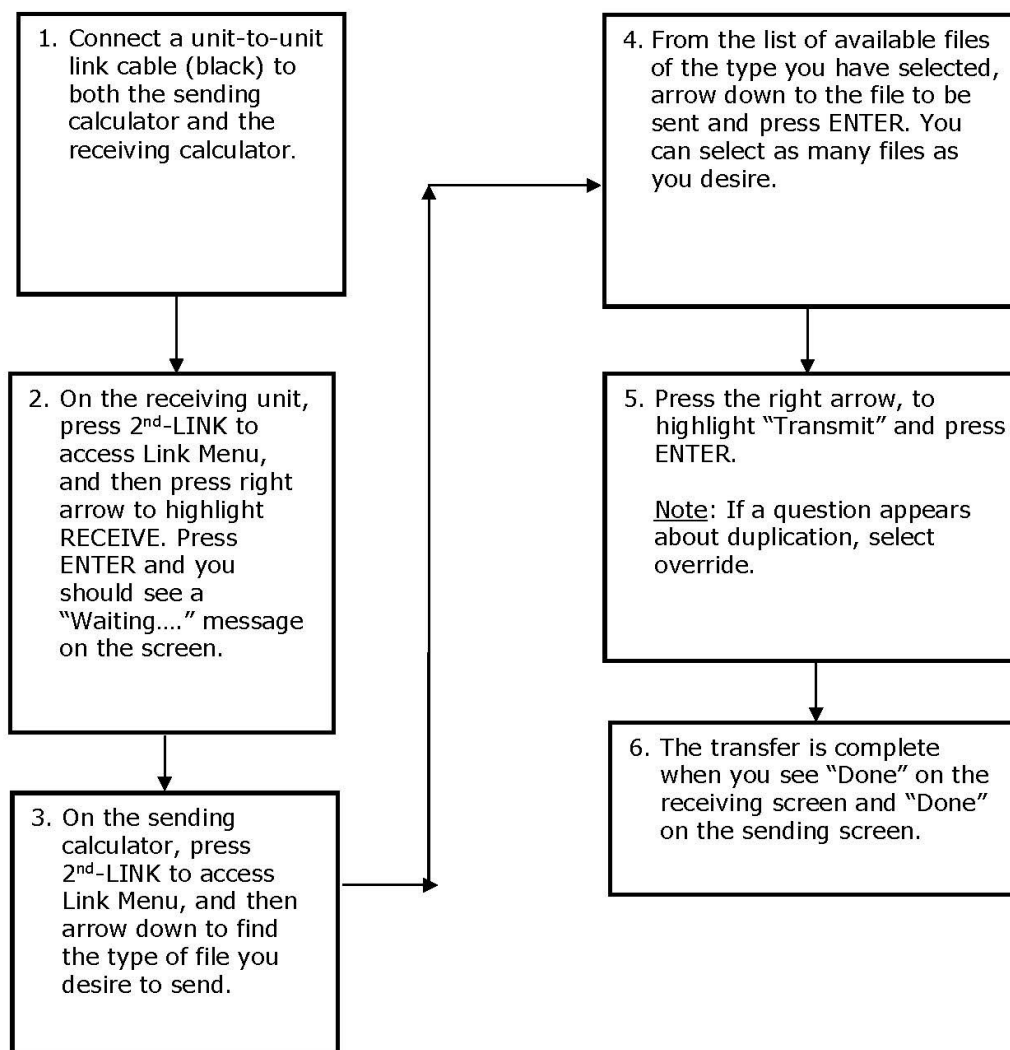 1. Connect a unit-to-unit
link cable (black) to
both the sending
calculator and the
receiving calculator.
2. On the receiving unit,
press 2nd-LINK to
access Link Menu,
and then press right
arrow to highlight
RECEIVE. Press
ENTER and you
should see a
“Waiting....” message
on the screen.
3. On the sending
calculator, press
2nd-LINK to access
Link Menu, and then
arrow down to find
the type of file you
desire to send.
4. From the list of available files
of the type you have selected,
arrow down to the file to be
sent and press ENTER. You
can select as many files as
you desire.
5. Press the right arrow, to
highlight “Transmit” and press
ENTER.
Note: If a question appears
about duplication, select
override.
6. The transfer is complete
when you see “Done” on the
receiving screen and “Done”
on the sending screen.